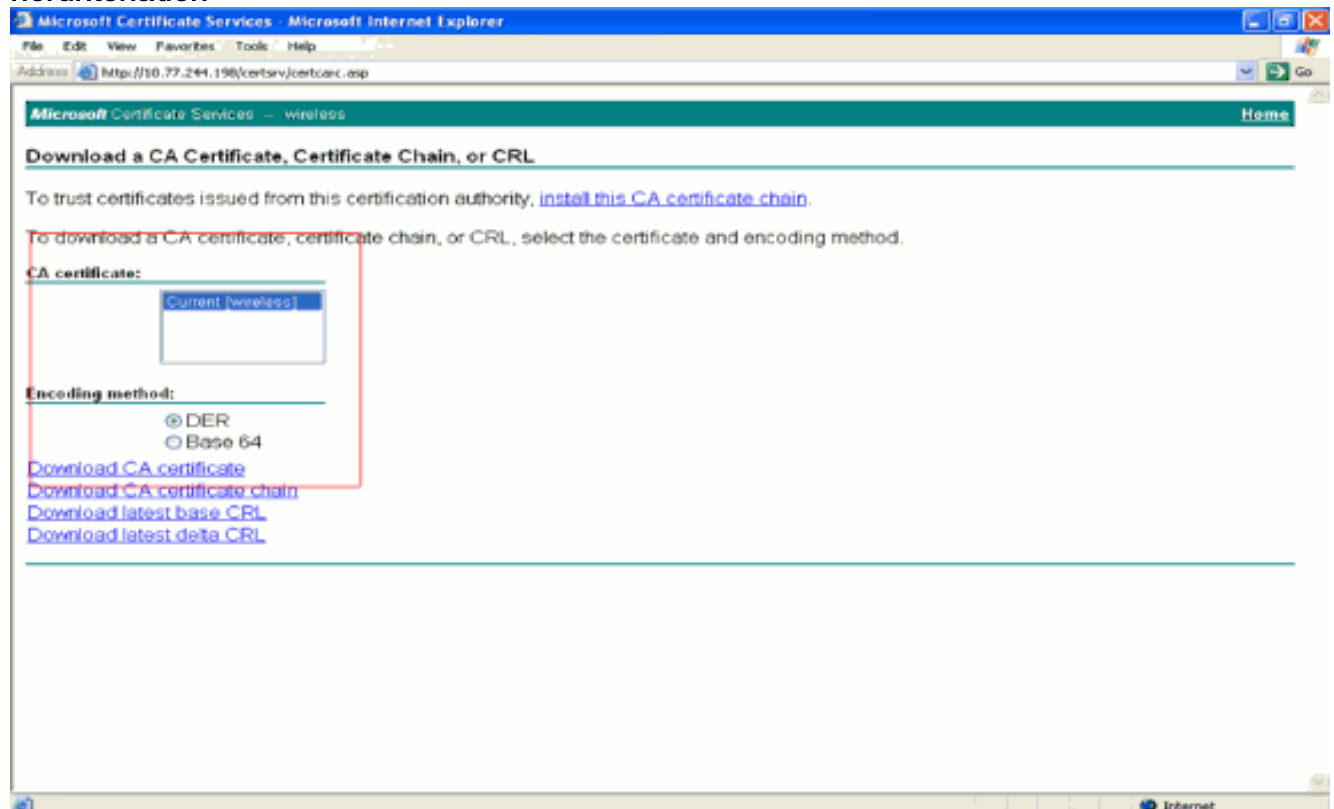 herunterladen
Microsoft Certificate Services - Microsoft Internet Explorer
File Edit View Favorites Tools Help
Address http://10.77.244.198/certsrv/certcarc.asp Go
Microsoft Certificate Services -- wireless Home
Download a CA Certificate, Certificate Chain, or CRL
To trust certificates issued from this certification authority, install this CA certificate chain.
To download a CA certificate, certificate chain, or CRL, select the certificate and encoding method.
CA certificate:
Current [wireless]
Encoding method:
DER
Base 64
Download CA certificate
Download CA certificate chain
Download latest base CRL
Download latest delta CRL
Internet